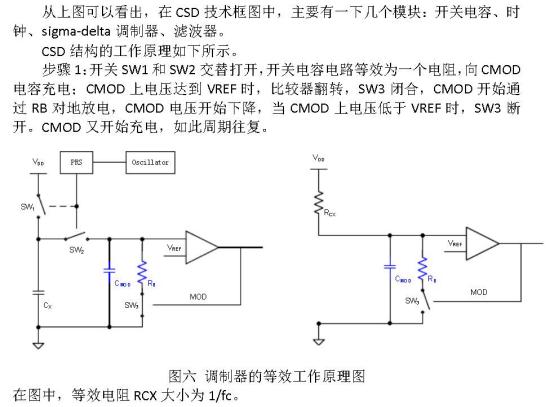 从上图可以看出，在 CSD 技术框图中，主要有一下几个模块：开关电容、时
钟、sigma-delta 调制器、滤波器。
CSD 结构的工作原理如下所示。
步骤 1：开关 SW1 和 SW2 交替打开，开关电容电路等效为一个电阻，向 CMOD
电容充电；CMOD 上电压达到 VREF 时，比较器翻转，SW3 闭合，CMOD 开始通
过 RB 对地放电，CMOD 电压开始下降，当 CMOD 上电压低于 VREF 时，SW3 断
开。CMOD 又开始充电，如此周期往复。
VDD
PRS
Oscillator
SW1
SW2
VREF
CMOD
RB
CX
SW3
MOD
VDD
RCX
VREF
CMOD
RB
SW3
MOD
图六 调制器的等效工作原理图
在图中，等效电阻 RCX 大小为 1/fc。